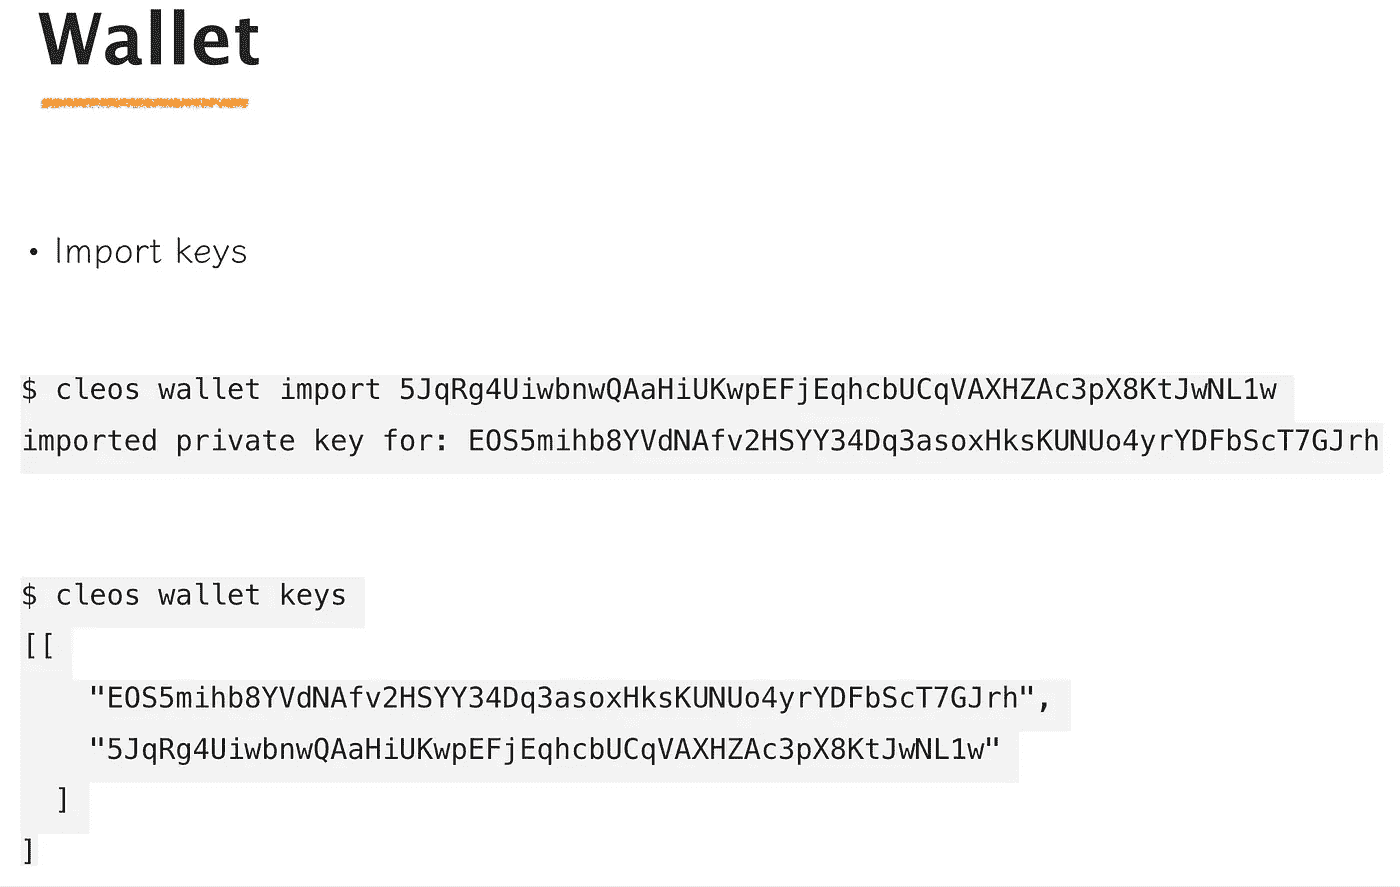 Wallet
• Import keys
$ cleos wallet import 5JqRg4UiwbnwQAaHiUKwpEFjEqhcbUCqVAXHZAc3pX8KtJwNL1w
imported private key for: EOS5mihb8YVdNAfv2HSYY34Dq3asoxHksKUNUo4yrYDFbScT7GJrh
$ cleos wallet keys
[[
    "EOS5mihb8YVdNAfv2HSYY34Dq3asoxHksKUNUo4yrYDFbScT7GJrh",
    "5JqRg4UiwbnwQAaHiUKwpEFjEqhcbUCqVAXHZAc3pX8KtJwNL1w"
  ]
]